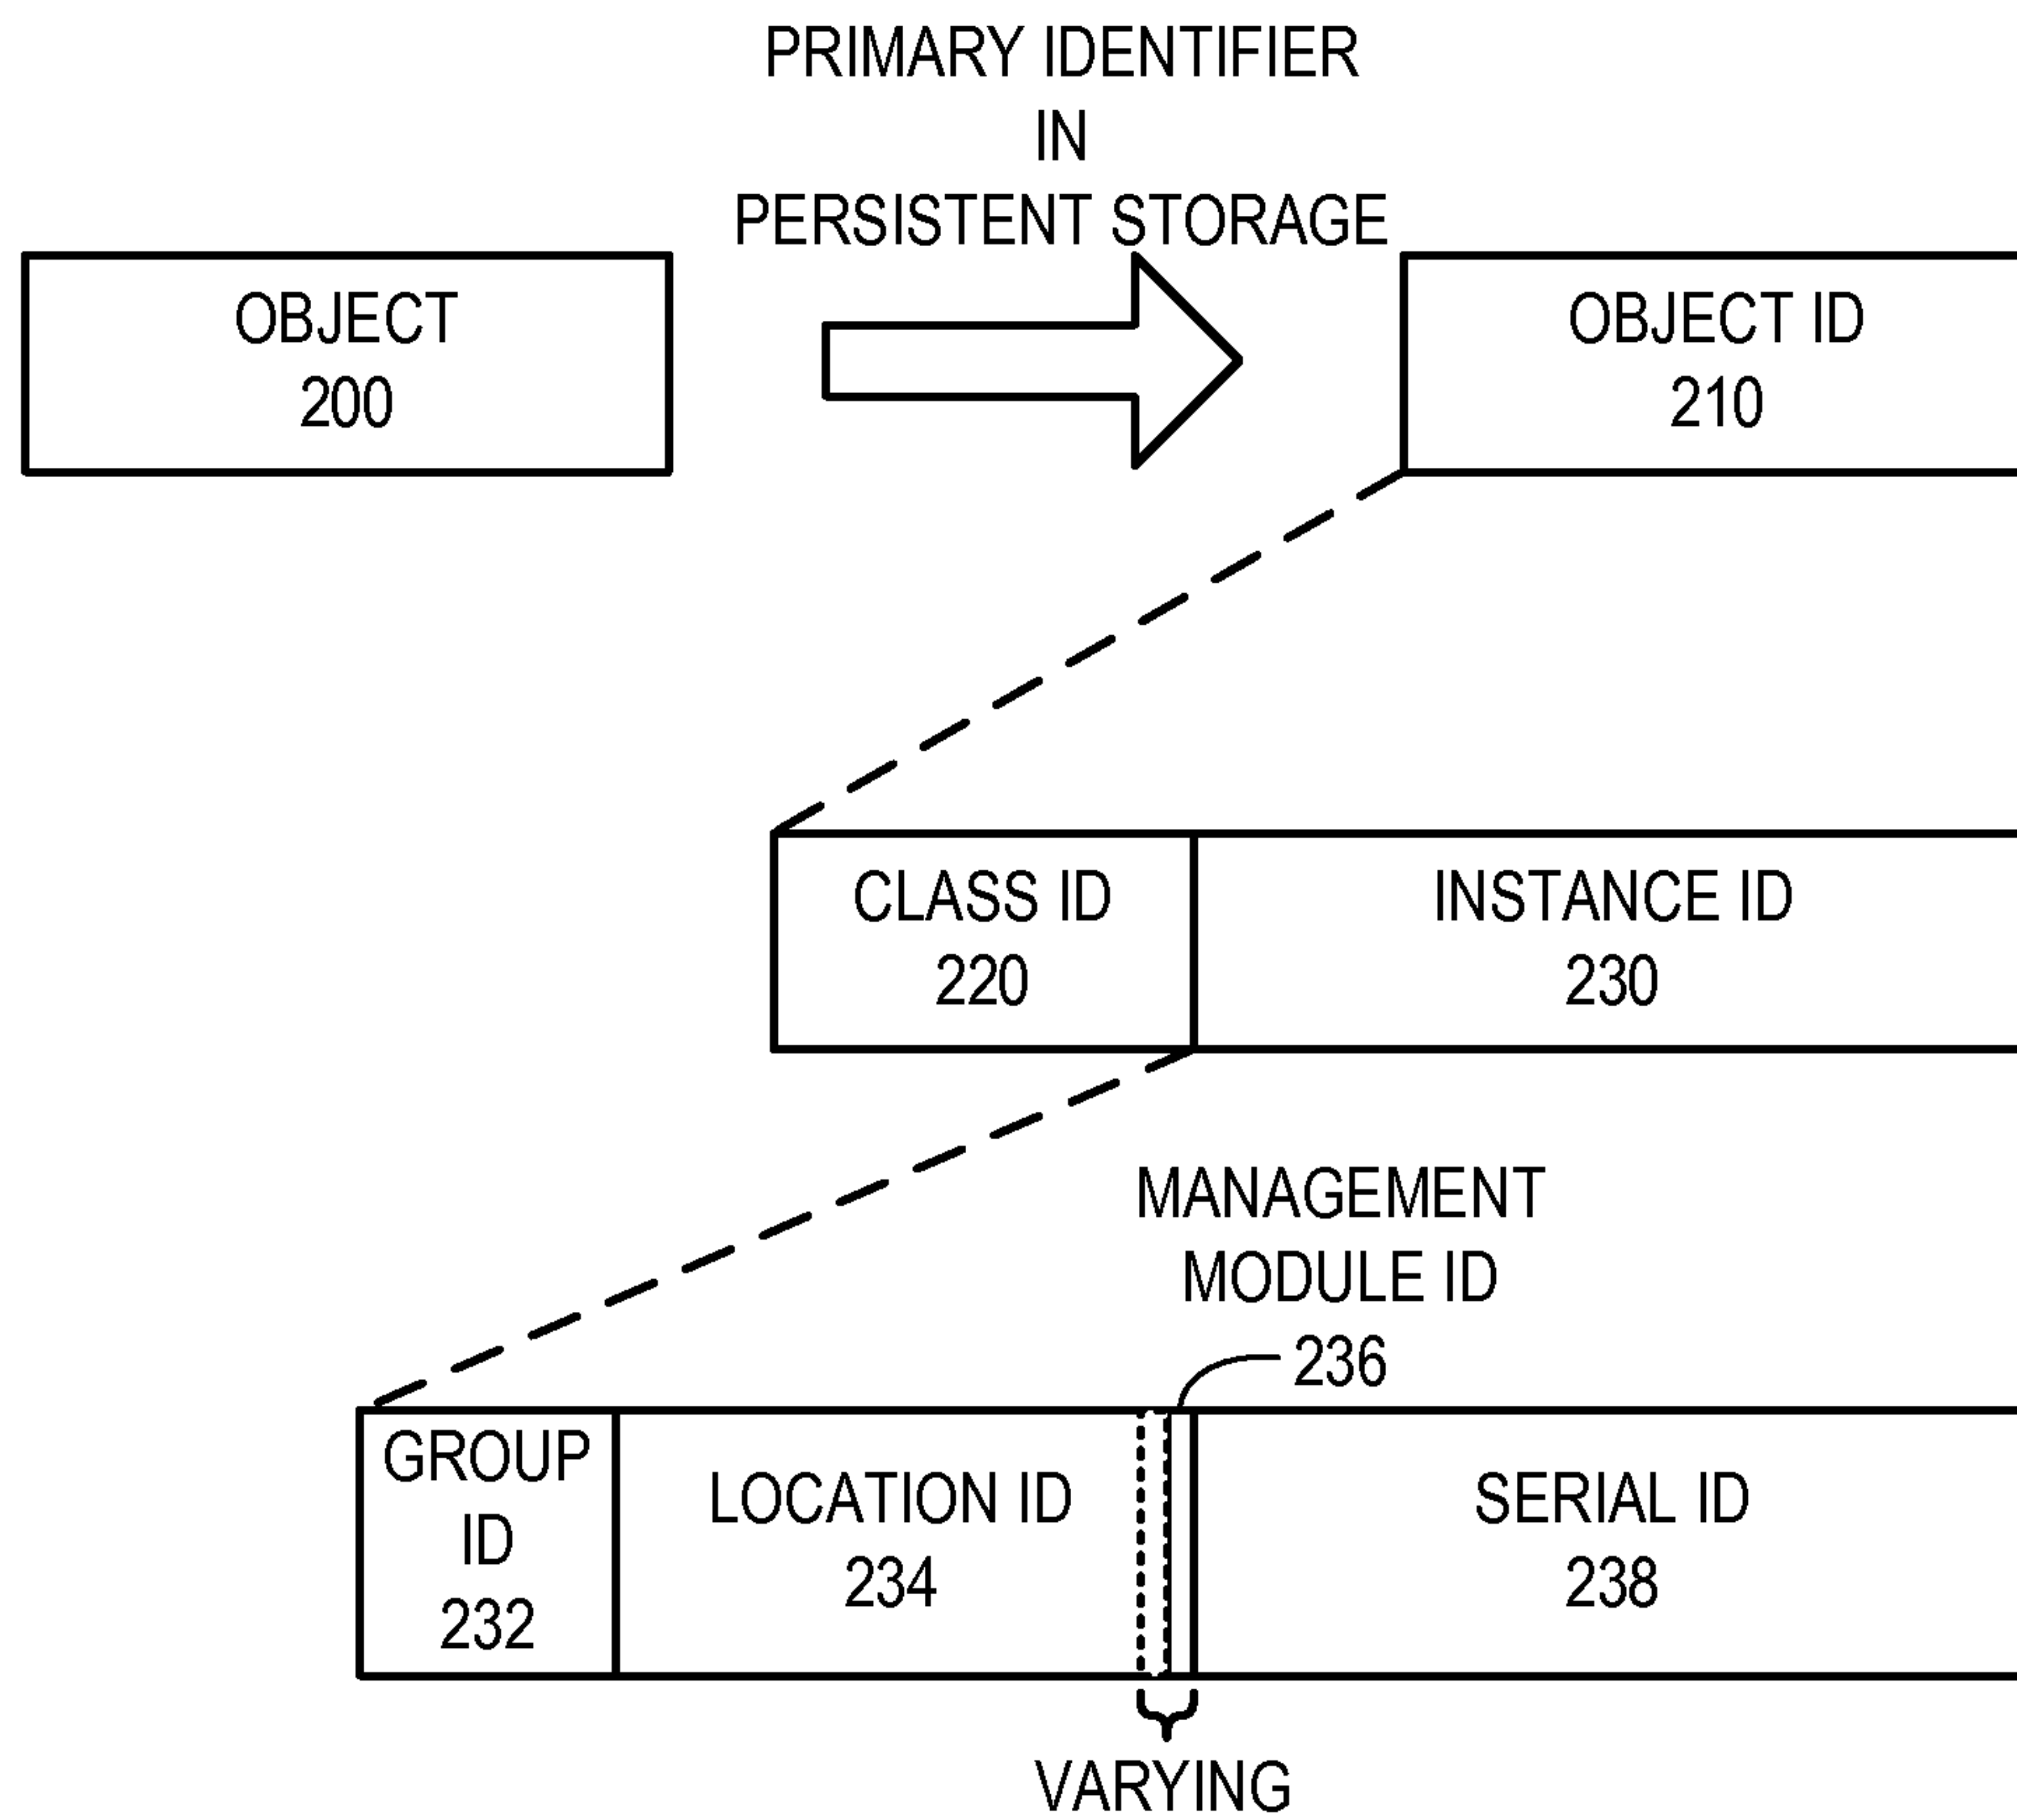 PRIMARY IDENTIFIER
IN
PERSISTENT STORAGE
OBJECT
200
OBJECT ID
210
CLASS ID
220
INSTANCE ID
230
MANAGEMENT
MODULE ID
236
GROUP
ID
232
LOCATION ID
234
SERIAL ID
238
VARYING